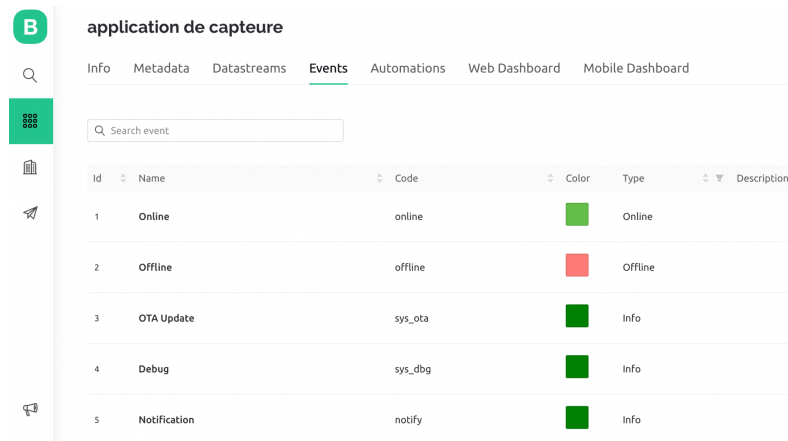 B
application de capteure
Info Metadata Datastreams Events Automations Web Dashboard Mobile Dashboard
Search event
Id Name Code Color Type Description
1 Online online Online
2 Offline offline Offline
3 OTA Update sys_ota Info
4 Debug sys_dbg Info
5 Notification notify Info